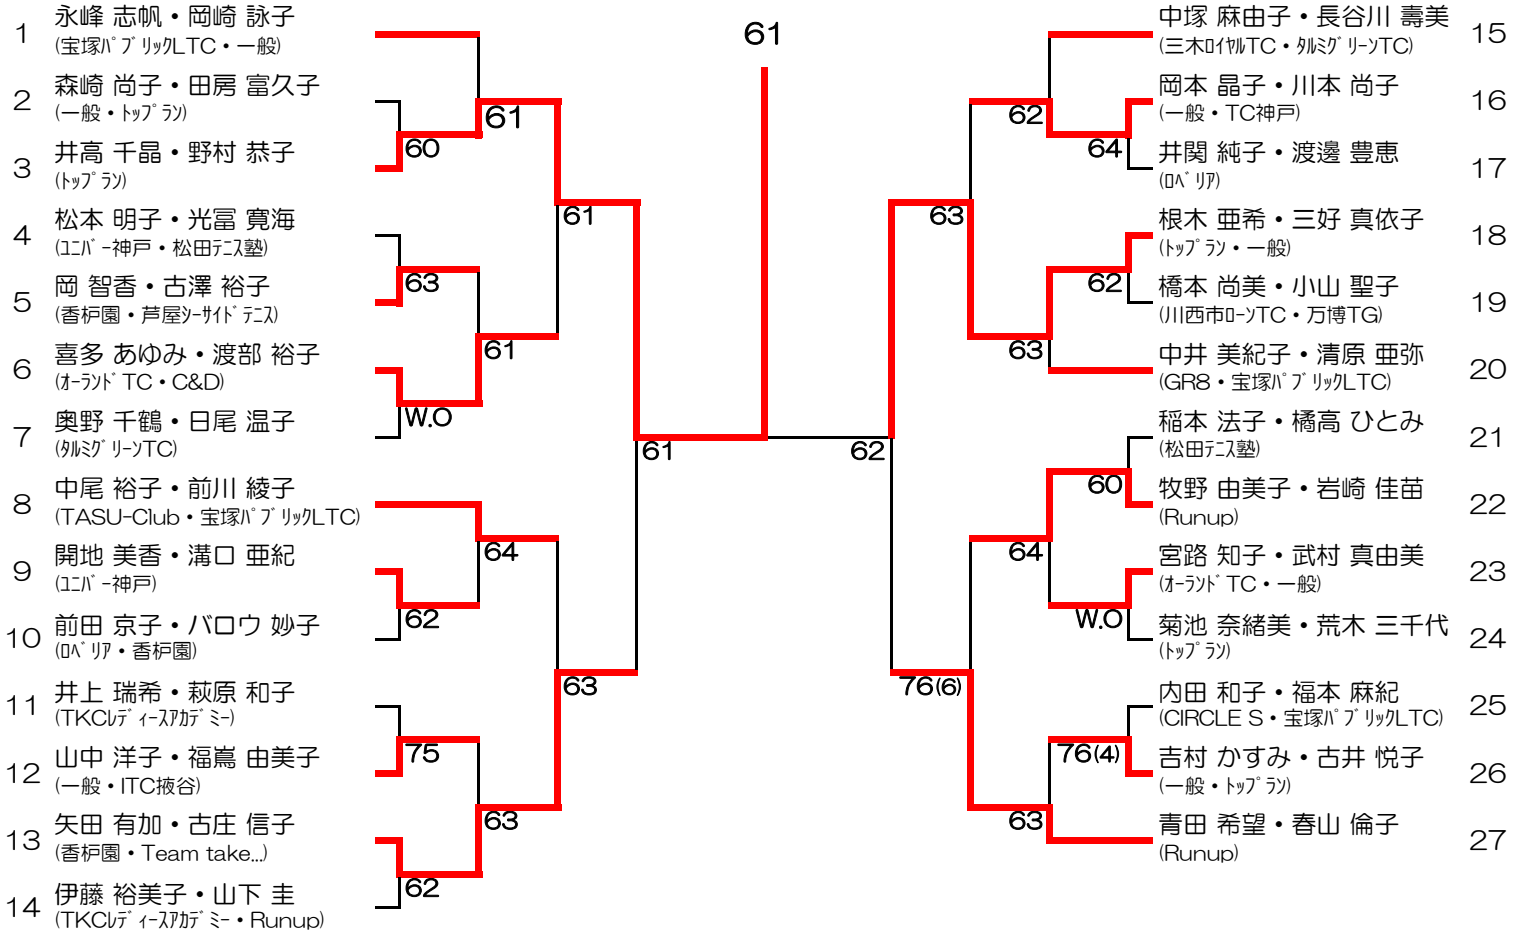 1 永峰 志帆・岡崎 詠子
(宝塚ﾊﾟﾌﾞﾘｯｸLTC・一般)
2 森崎 尚子・田房 富久子
(一般・ﾄｯﾌﾟﾗﾝ)
3 井高 千晶・野村 恭子
(ﾄｯﾌﾟﾗﾝ)
4 松本 明子・光冨 寛海
(ﾕﾆﾊﾞｰ神戸・松田ﾃﾆｽ塾)
5 岡 智香・古澤 裕子
(香枦園・芦屋ｼｰｻｲﾄﾞﾃﾆｽ)
6 喜多 あゆみ・渡部 裕子
(ｵｰﾗﾝﾄﾞTC・C&D)
7 奥野 千鶴・日尾 温子
(ﾀﾙﾐｸﾞﾘｰﾝTC)
8 中尾 裕子・前川 綾子
(TASU-Club・宝塚ﾊﾟﾌﾞﾘｯｸLTC)
9 開地 美香・溝口 亜紀
(ﾕﾆﾊﾞｰ神戸)
10 前田 京子・バロウ 妙子
(ﾛﾍﾞﾘｱ・香枦園)
11 井上 瑞希・萩原 和子
(TKCﾚﾃﾞｨｰｽｱｶﾃﾞﾐｰ)
12 山中 洋子・福嶌 由美子
(一般・ITC掖谷)
13 矢田 有加・古庄 信子
(香枦園・Team take...)
14 伊藤 裕美子・山下 圭
(TKCﾚﾃﾞｨｰｽｱｶﾃﾞﾐｰ・Runup)
60
63
W.O
62
75
62
61
61
64
63
61
63
61
61
62
63
76(6)
62
63
64
63
64
62
60
W.O
76(4)
中塚 麻由子・長谷川 壽美 15
(三木ﾛｲﾔﾙTC・ﾀﾙﾐｸﾞﾘｰﾝTC)
岡本 晶子・川本 尚子 16
(一般・TC神戸)
井関 純子・渡邊 豊恵 17
(ﾛﾍﾞﾘｱ)
根木 亜希・三好 真依子 18
(ﾄｯﾌﾟﾗﾝ・一般)
橋本 尚美・小山 聖子 19
(川西市ﾛｰﾝTC・万博TG)
中井 美紀子・清原 亜弥 20
(GR8・宝塚ﾊﾟﾌﾞﾘｯｸLTC)
稲本 法子・橘高 ひとみ 21
(松田ﾃﾆｽ塾)
牧野 由美子・岩崎 佳苗 22
(Runup)
宮路 知子・武村 真由美 23
(ｵｰﾗﾝﾄﾞTC・一般)
菊池 奈緒美・荒木 三千代 24
(ﾄｯﾌﾟﾗﾝ)
内田 和子・福本 麻紀 25
(CIRCLE S・宝塚ﾊﾟﾌﾞﾘｯｸLTC)
吉村 かすみ・古井 悦子 26
(一般・ﾄｯﾌﾟﾗﾝ)
青田 希望・春山 倫子 27
(Runup)